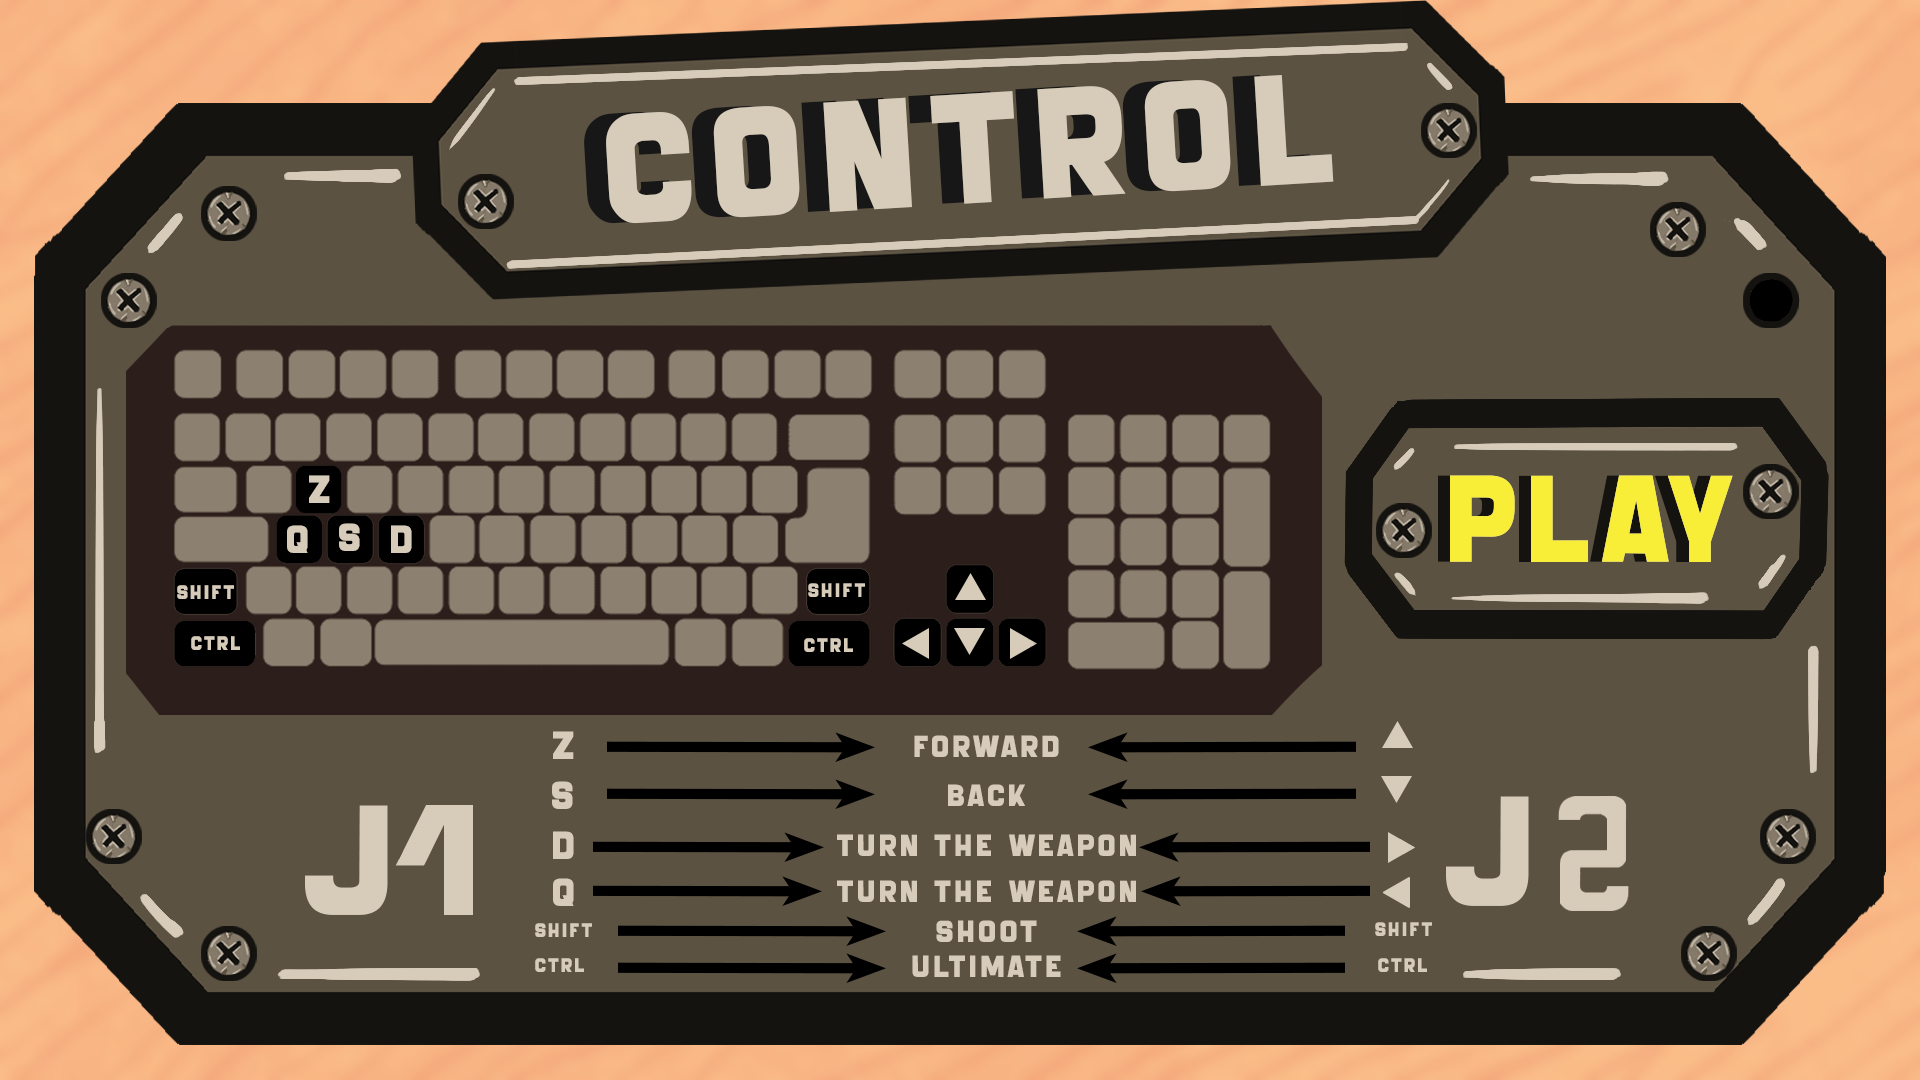 CONTROL
Z
Q S D
SHIFT SHIFT
CTRL CTRL
PLAY
Z FORWARD
S BACK
D TURN THE WEAPON
Q TURN THE WEAPON
SHIFT SHOOT SHIFT
CTRL ULTIMATE CTRL
J1
J2